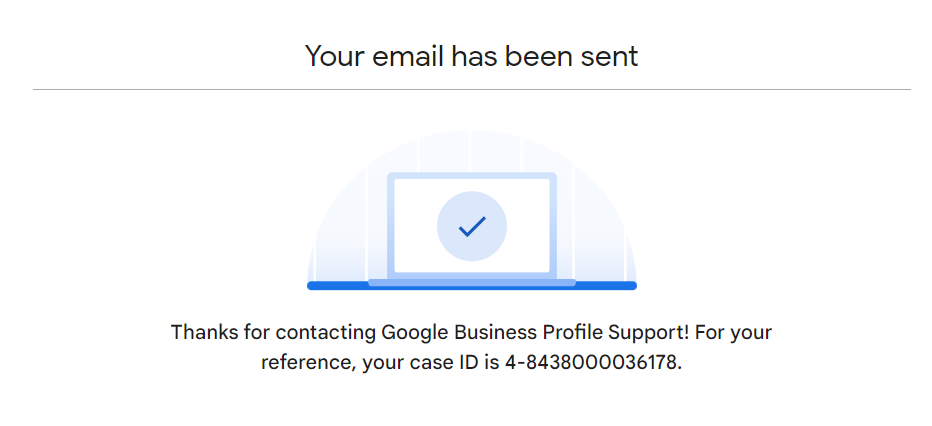 Your email has been sent
Thanks for contacting Google Business Profile Support! For your
reference, your case ID is 4-8438000036178.